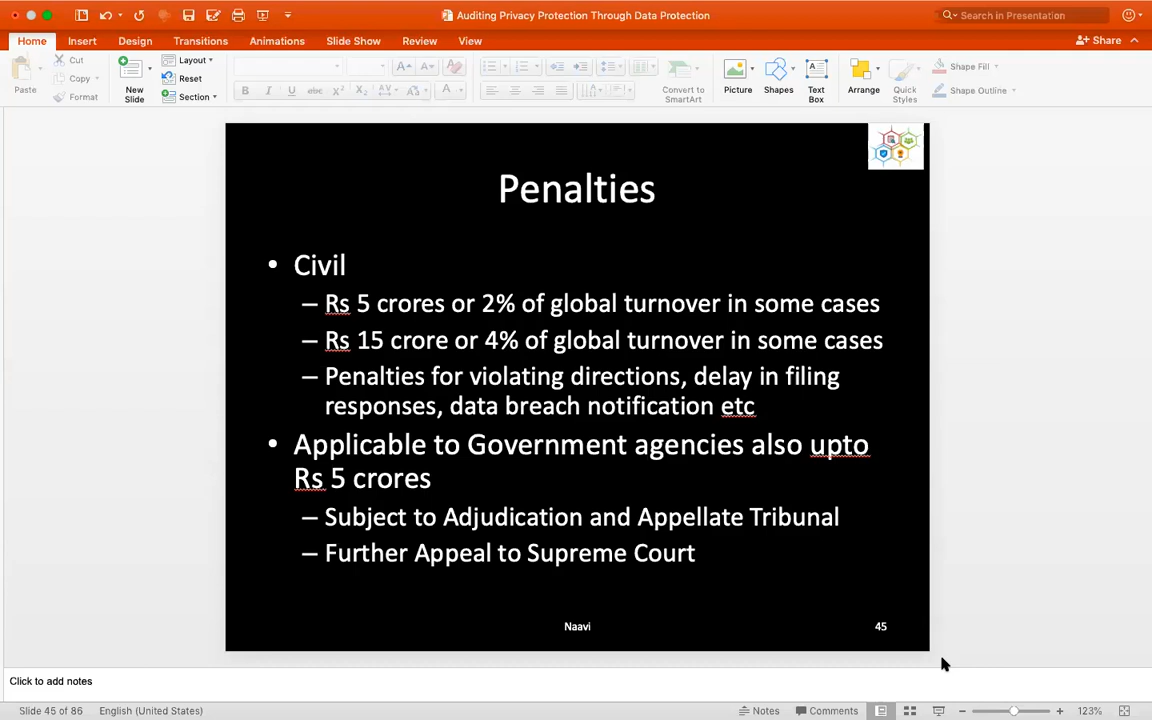 Auditing Privacy Protection Through Data Protection
Search in Presentation
Home Insert Design Transitions Animations Slide Show Review View
Share
Paste
Cut
Copy
Format
New Slide
Layout
Reset
Section
B I U abc X² X₂ AV Aa A
Convert to SmartArt
Picture
Shapes
Text Box
Arrange
Quick Styles
Shape Fill
Shape Outline
Penalties
• Civil
– Rs 5 crores or 2% of global turnover in some cases
– Rs 15 crore or 4% of global turnover in some cases
– Penalties for violating directions, delay in filing
responses, data breach notification etc
• Applicable to Government agencies also upto
Rs 5 crores
– Subject to Adjudication and Appellate Tribunal
– Further Appeal to Supreme Court
Naavi
45
Click to add notes
Slide 45 of 86 English (United States)
Notes Comments 123%